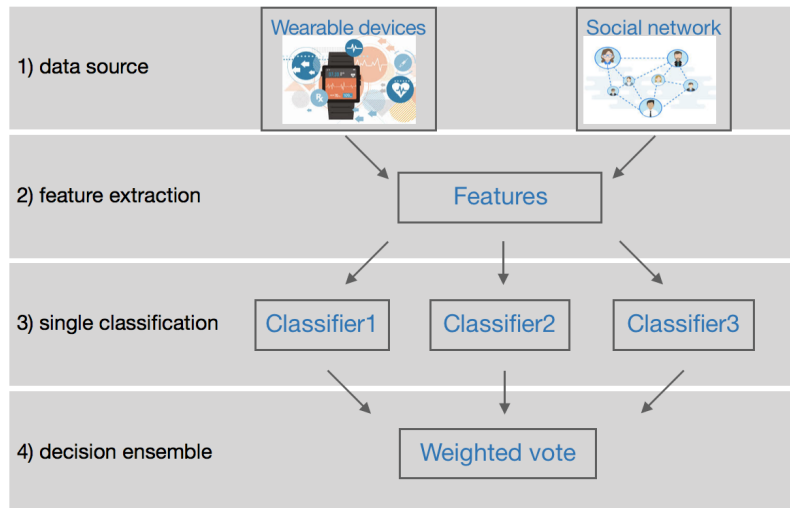 Wearable devices
Social network
1) data source
2) feature extraction
Features
3) single classification
Classifier1
Classifier2
Classifier3
4) decision ensemble
Weighted vote